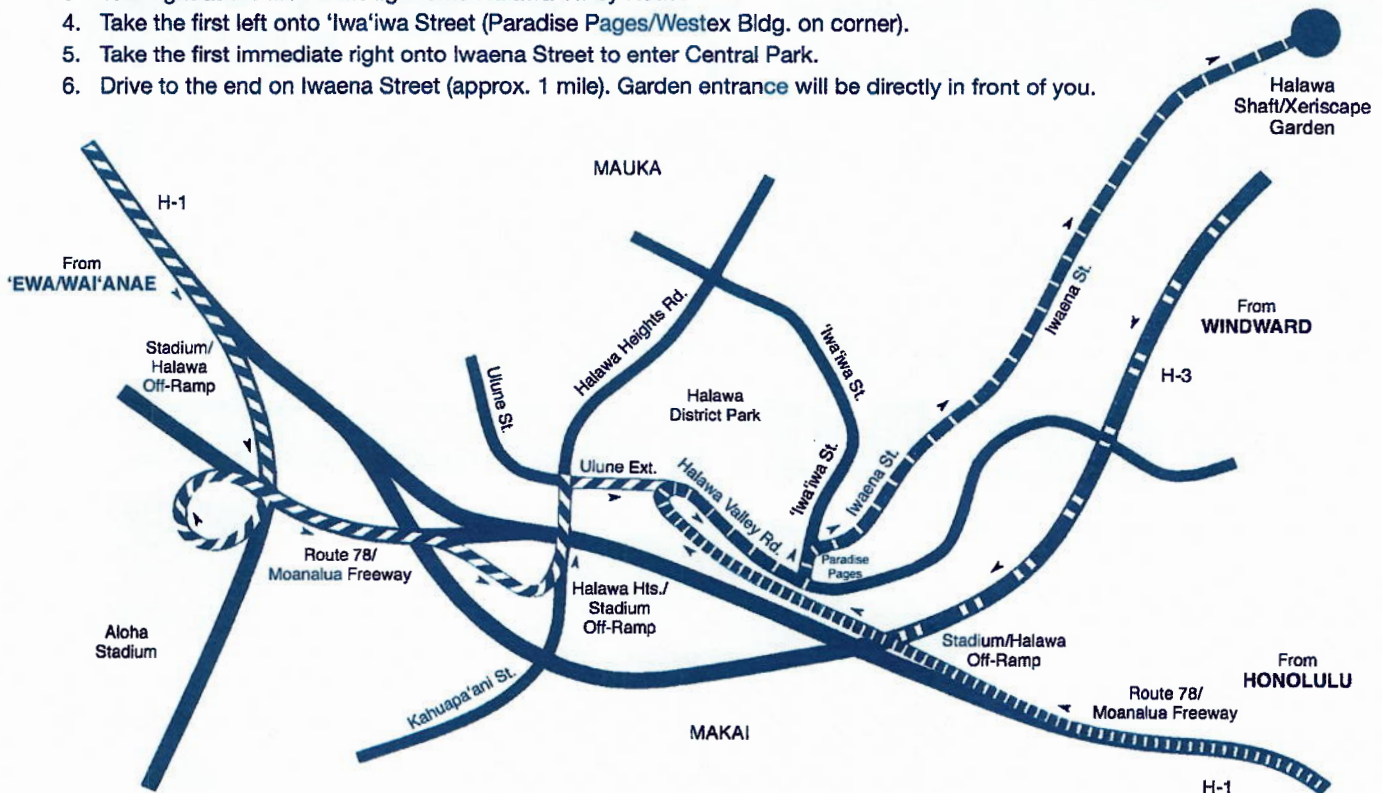 4. Take the first left onto ‘Iwa‘iwa Street (Paradise Pages/Westex Bldg. on corner).
5. Take the first immediate right onto Iwaena Street to enter Central Park.
6. Drive to the end on Iwaena Street (approx. 1 mile). Garden entrance will be directly in front of you.
Halawa
Shaft/Xeriscape
Garden
MAUKA
H-1
From
‘EWA/WAI‘ANAE
Stadium/
Halawa
Off-Ramp
Ulune St.
Halawa Heights Rd.
‘Iwa‘iwa St.
Iwaena St.
From
WINDWARD
H-3
Halawa
District Park
Ulune Ext.
Halawa Valley Rd.
‘Iwa‘iwa St.
Iwaena St.
Paradise
Pages
Route 78/
Moanalua Freeway
Halawa Hts./
Stadium
Off-Ramp
Aloha
Stadium
Kahuapa‘ani St.
Stadium/Halawa
Off-Ramp
From
HONOLULU
Route 78/
Moanalua Freeway
MAKAI
H-1